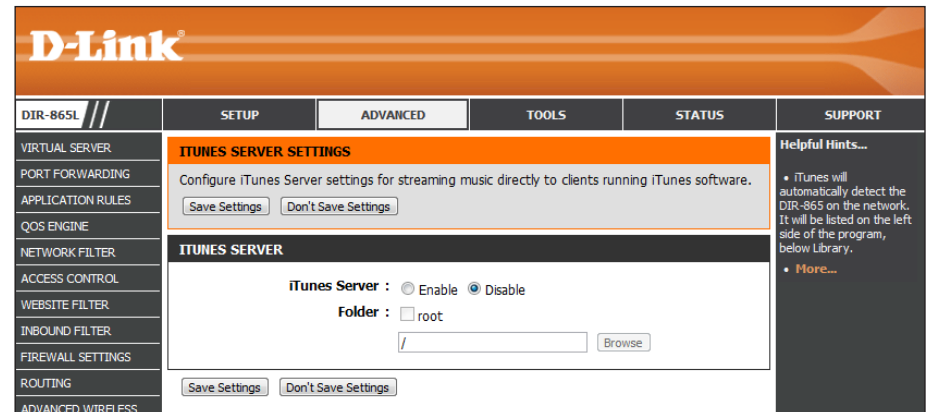 D-Link®
DIR-865L
SETUP
ADVANCED
TOOLS
STATUS
SUPPORT
VIRTUAL SERVER
PORT FORWARDING
APPLICATION RULES
QOS ENGINE
NETWORK FILTER
ACCESS CONTROL
WEBSITE FILTER
INBOUND FILTER
FIREWALL SETTINGS
ROUTING
ADVANCED WIRELESS
ITUNES SERVER SETTINGS
Configure iTunes Server settings for streaming music directly to clients running iTunes software.
Save Settings Don't Save Settings
ITUNES SERVER
iTunes Server : Enable Disable
Folder : root
/ Browse
Save Settings Don't Save Settings
Helpful Hints...
• iTunes will
automatically detect the
DIR-865 on the network.
It will be listed on the left
side of the program,
below Library.
• More...